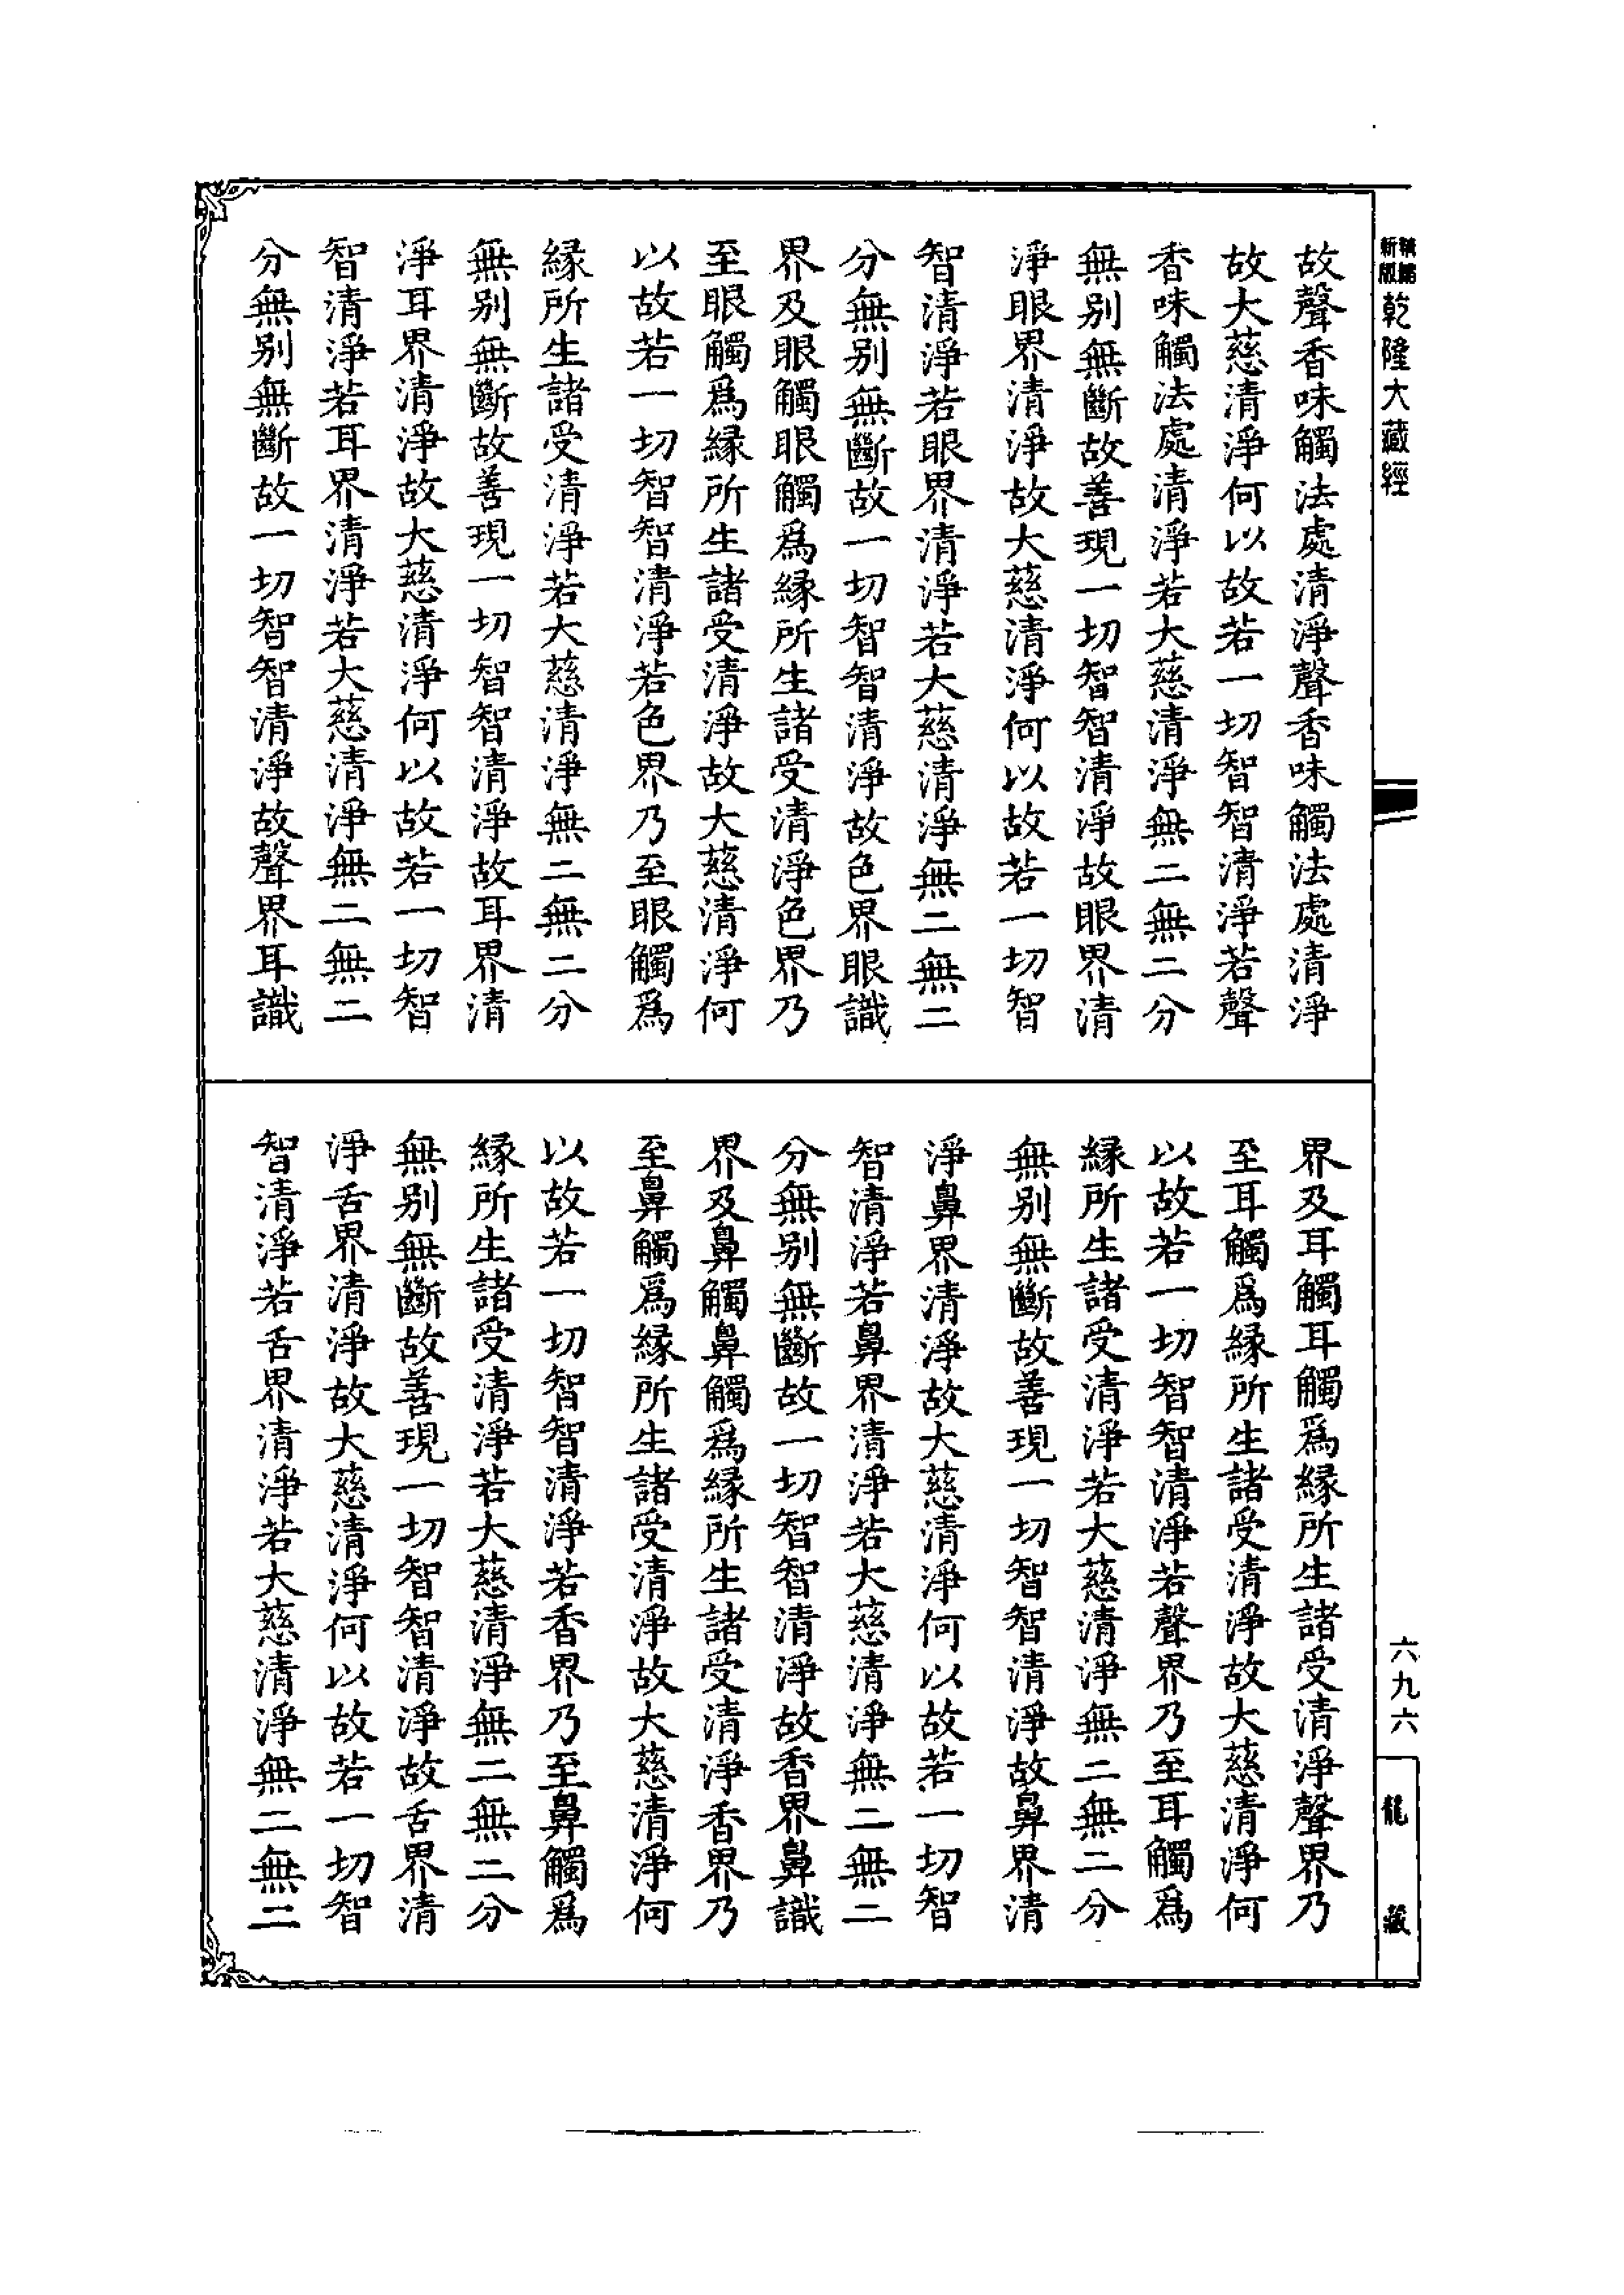 新版精編
乾隆大藏經
故聲香味觸法處清淨聲香味觸法處清淨
故大慈清淨何以故若一切智智清淨若聲
香味觸法處清淨若大慈清淨無二無二分
無別無斷故善現一切智智清淨故眼界清
淨眼界清淨故大慈清淨何以故若一切智
智清淨若眼界清淨若大慈清淨無二無二
分無別無斷故一切智智清淨故色界眼識
界及眼觸眼觸爲緣所生諸受清淨色界乃
至眼觸爲緣所生諸受清淨故大慈清淨何
以故若一切智智清淨若色界乃至眼觸爲
緣所生諸受清淨若大慈清淨無二無二分
無別無斷故善現一切智智清淨故耳界清
淨耳界清淨故大慈清淨何以故若一切智
智清淨若耳界清淨若大慈清淨無二無二
分無別無斷故一切智智清淨故聲界耳識
界及耳觸耳觸爲緣所生諸受清淨聲界乃
至耳觸爲緣所生諸受清淨故大慈清淨何
以故若一切智智清淨若聲界乃至耳觸爲
緣所生諸受清淨若大慈清淨無二無二分
無別無斷故善現一切智智清淨故鼻界清
淨鼻界清淨故大慈清淨何以故若一切智
智清淨若鼻界清淨若大慈清淨無二無二
分無別無斷故一切智智清淨故香界鼻識
界及鼻觸鼻觸爲緣所生諸受清淨香界乃
至鼻觸爲緣所生諸受清淨故大慈清淨何
以故若一切智智清淨若香界乃至鼻觸爲
緣所生諸受清淨若大慈清淨無二無二分
無別無斷故善現一切智智清淨故舌界清
淨舌界清淨故大慈清淨何以故若一切智
智清淨若舌界清淨若大慈清淨無二無二
六九六
龍藏